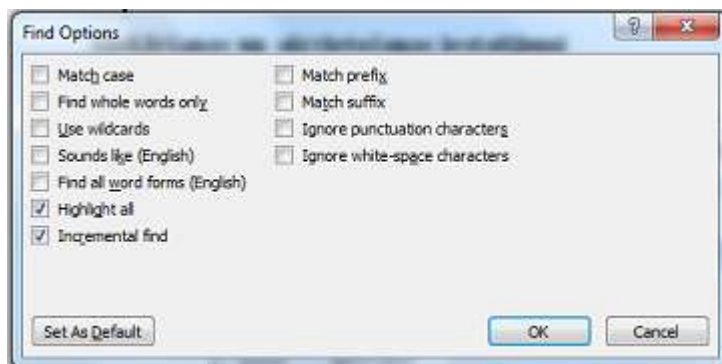 Find Options
Match case
Find whole words only
Use wildcards
Sounds like (English)
Find all word forms (English)
Highlight all
Incremental find
Match prefix
Match suffix
Ignore punctuation characters
Ignore white-space characters
Set As Default
OK
Cancel